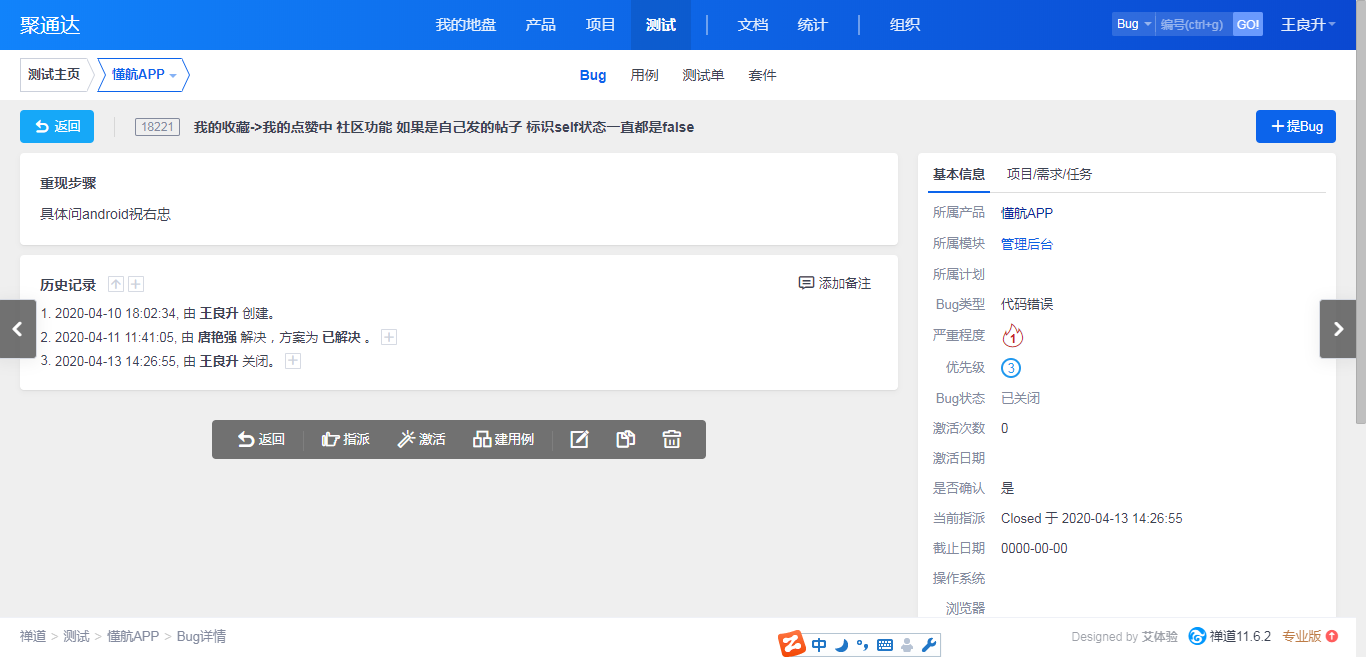 聚通达 我的地盘 产品 项目 测试 文档 统计 组织 Bug 编号(ctrl+g) GO! 王良升
测试主页 懂航APP Bug 用例 测试单 套件
返回 18221 我的收藏->我的点赞中 社区功能 如果是自己发的帖子 标识self状态一直都是false +提Bug
重现步骤
具体问android祝右忠
历史记录 添加备注
1. 2020-04-10 18:02:34, 由 王良升 创建。
2. 2020-04-11 11:41:05, 由 唐艳强 解决，方案为 已解决 。
3. 2020-04-13 14:26:55, 由 王良升 关闭。
返回 指派 激活 建用例
基本信息 项目/需求/任务
所属产品 懂航APP
所属模块 管理后台
所属计划
Bug类型 代码错误
严重程度 1
优先级 3
Bug状态 已关闭
激活次数 0
激活日期
是否确认 是
当前指派 Closed 于 2020-04-13 14:26:55
截止日期 0000-00-00
操作系统
浏览器
禅道 > 测试 > 懂航APP > Bug详情 中 Designed by 艾体验 禅道11.6.2 专业版